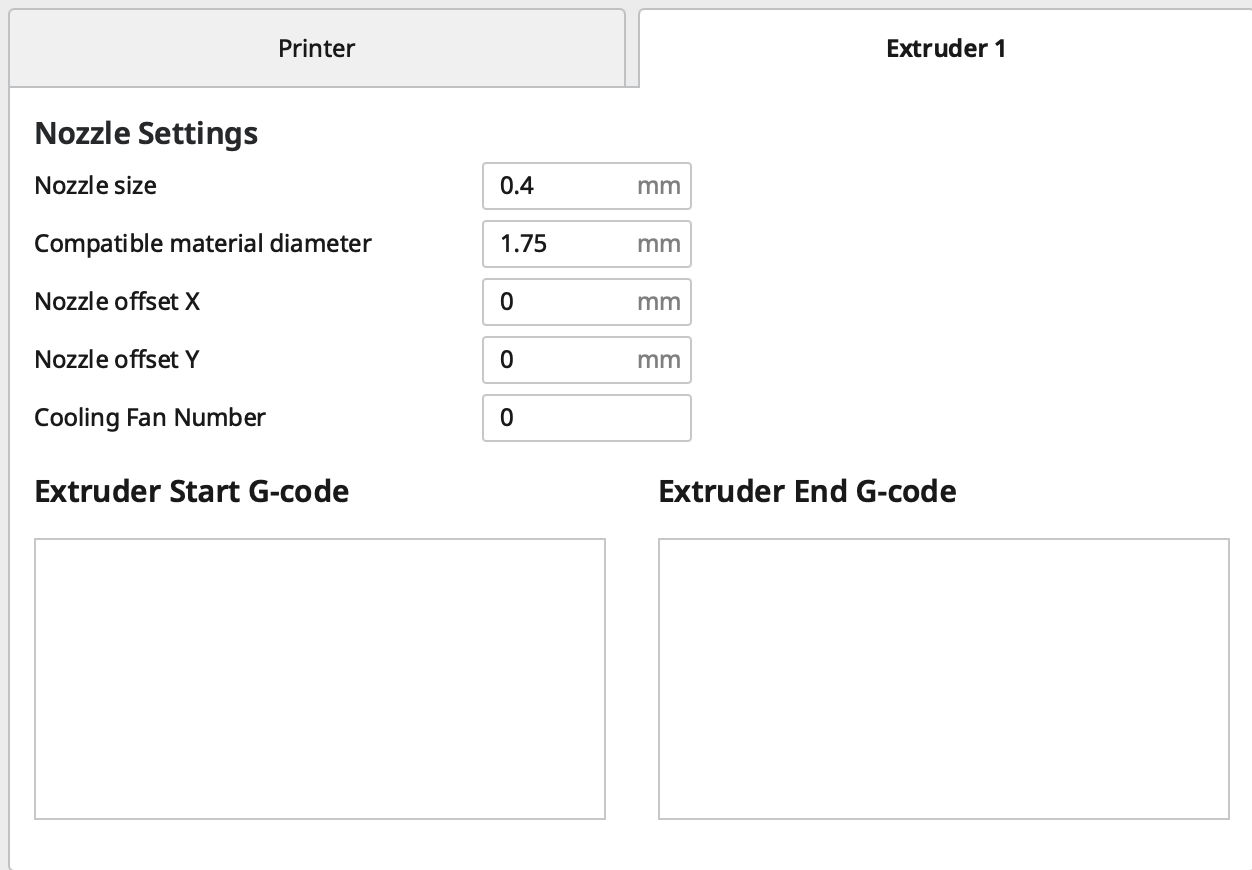 Printer
Extruder 1
Nozzle Settings
Nozzle size 0.4 mm
Compatible material diameter 1.75 mm
Nozzle offset X 0 mm
Nozzle offset Y 0 mm
Cooling Fan Number 0
Extruder Start G-code
Extruder End G-code